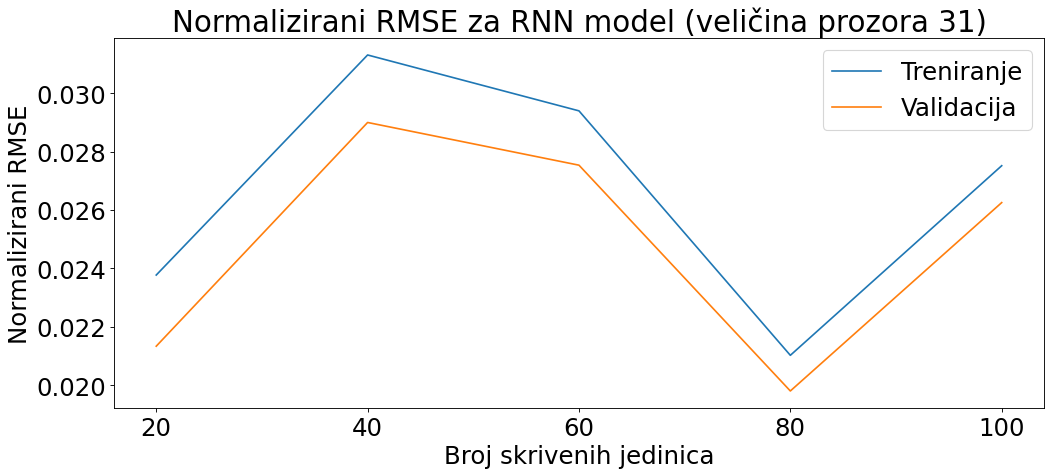 Normalizirani RMSE za RNN model (veličina prozora 31)
Treniranje
Validacija
Normalizirani RMSE
0.030
0.028
0.026
0.024
0.022
0.020
20 40 60 80 100
Broj skrivenih jedinica